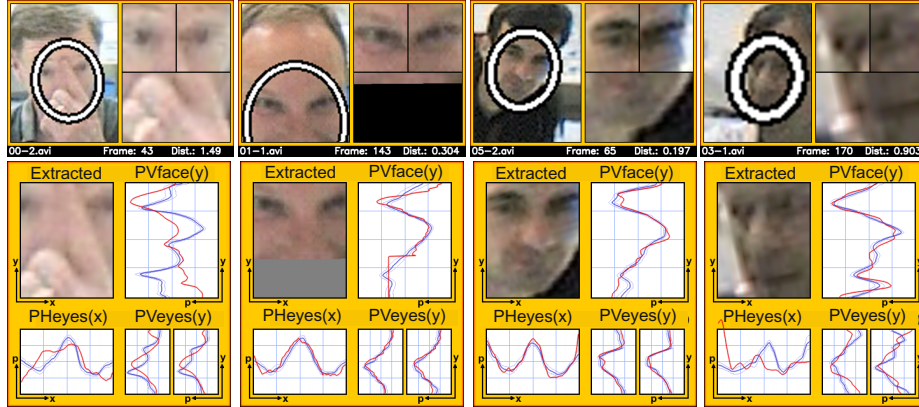 00-2.avi Frame: 43 Dist.: 1.49
01-1.avi Frame: 143 Dist.: 0.304
05-2.avi Frame: 65 Dist.: 0.197
03-1.avi Frame: 170 Dist.: 0.903
Extracted PVface(y)
y y
x p
PHeyes(x) PVeyes(y)
p y
x p
Extracted PVface(y)
y y
x p
PHeyes(x) PVeyes(y)
p y
x p
Extracted PVface(y)
y y
x p
PHeyes(x) PVeyes(y)
p y
x p
Extracted PVface(y)
y y
x p
PHeyes(x) PVeyes(y)
p y
x p